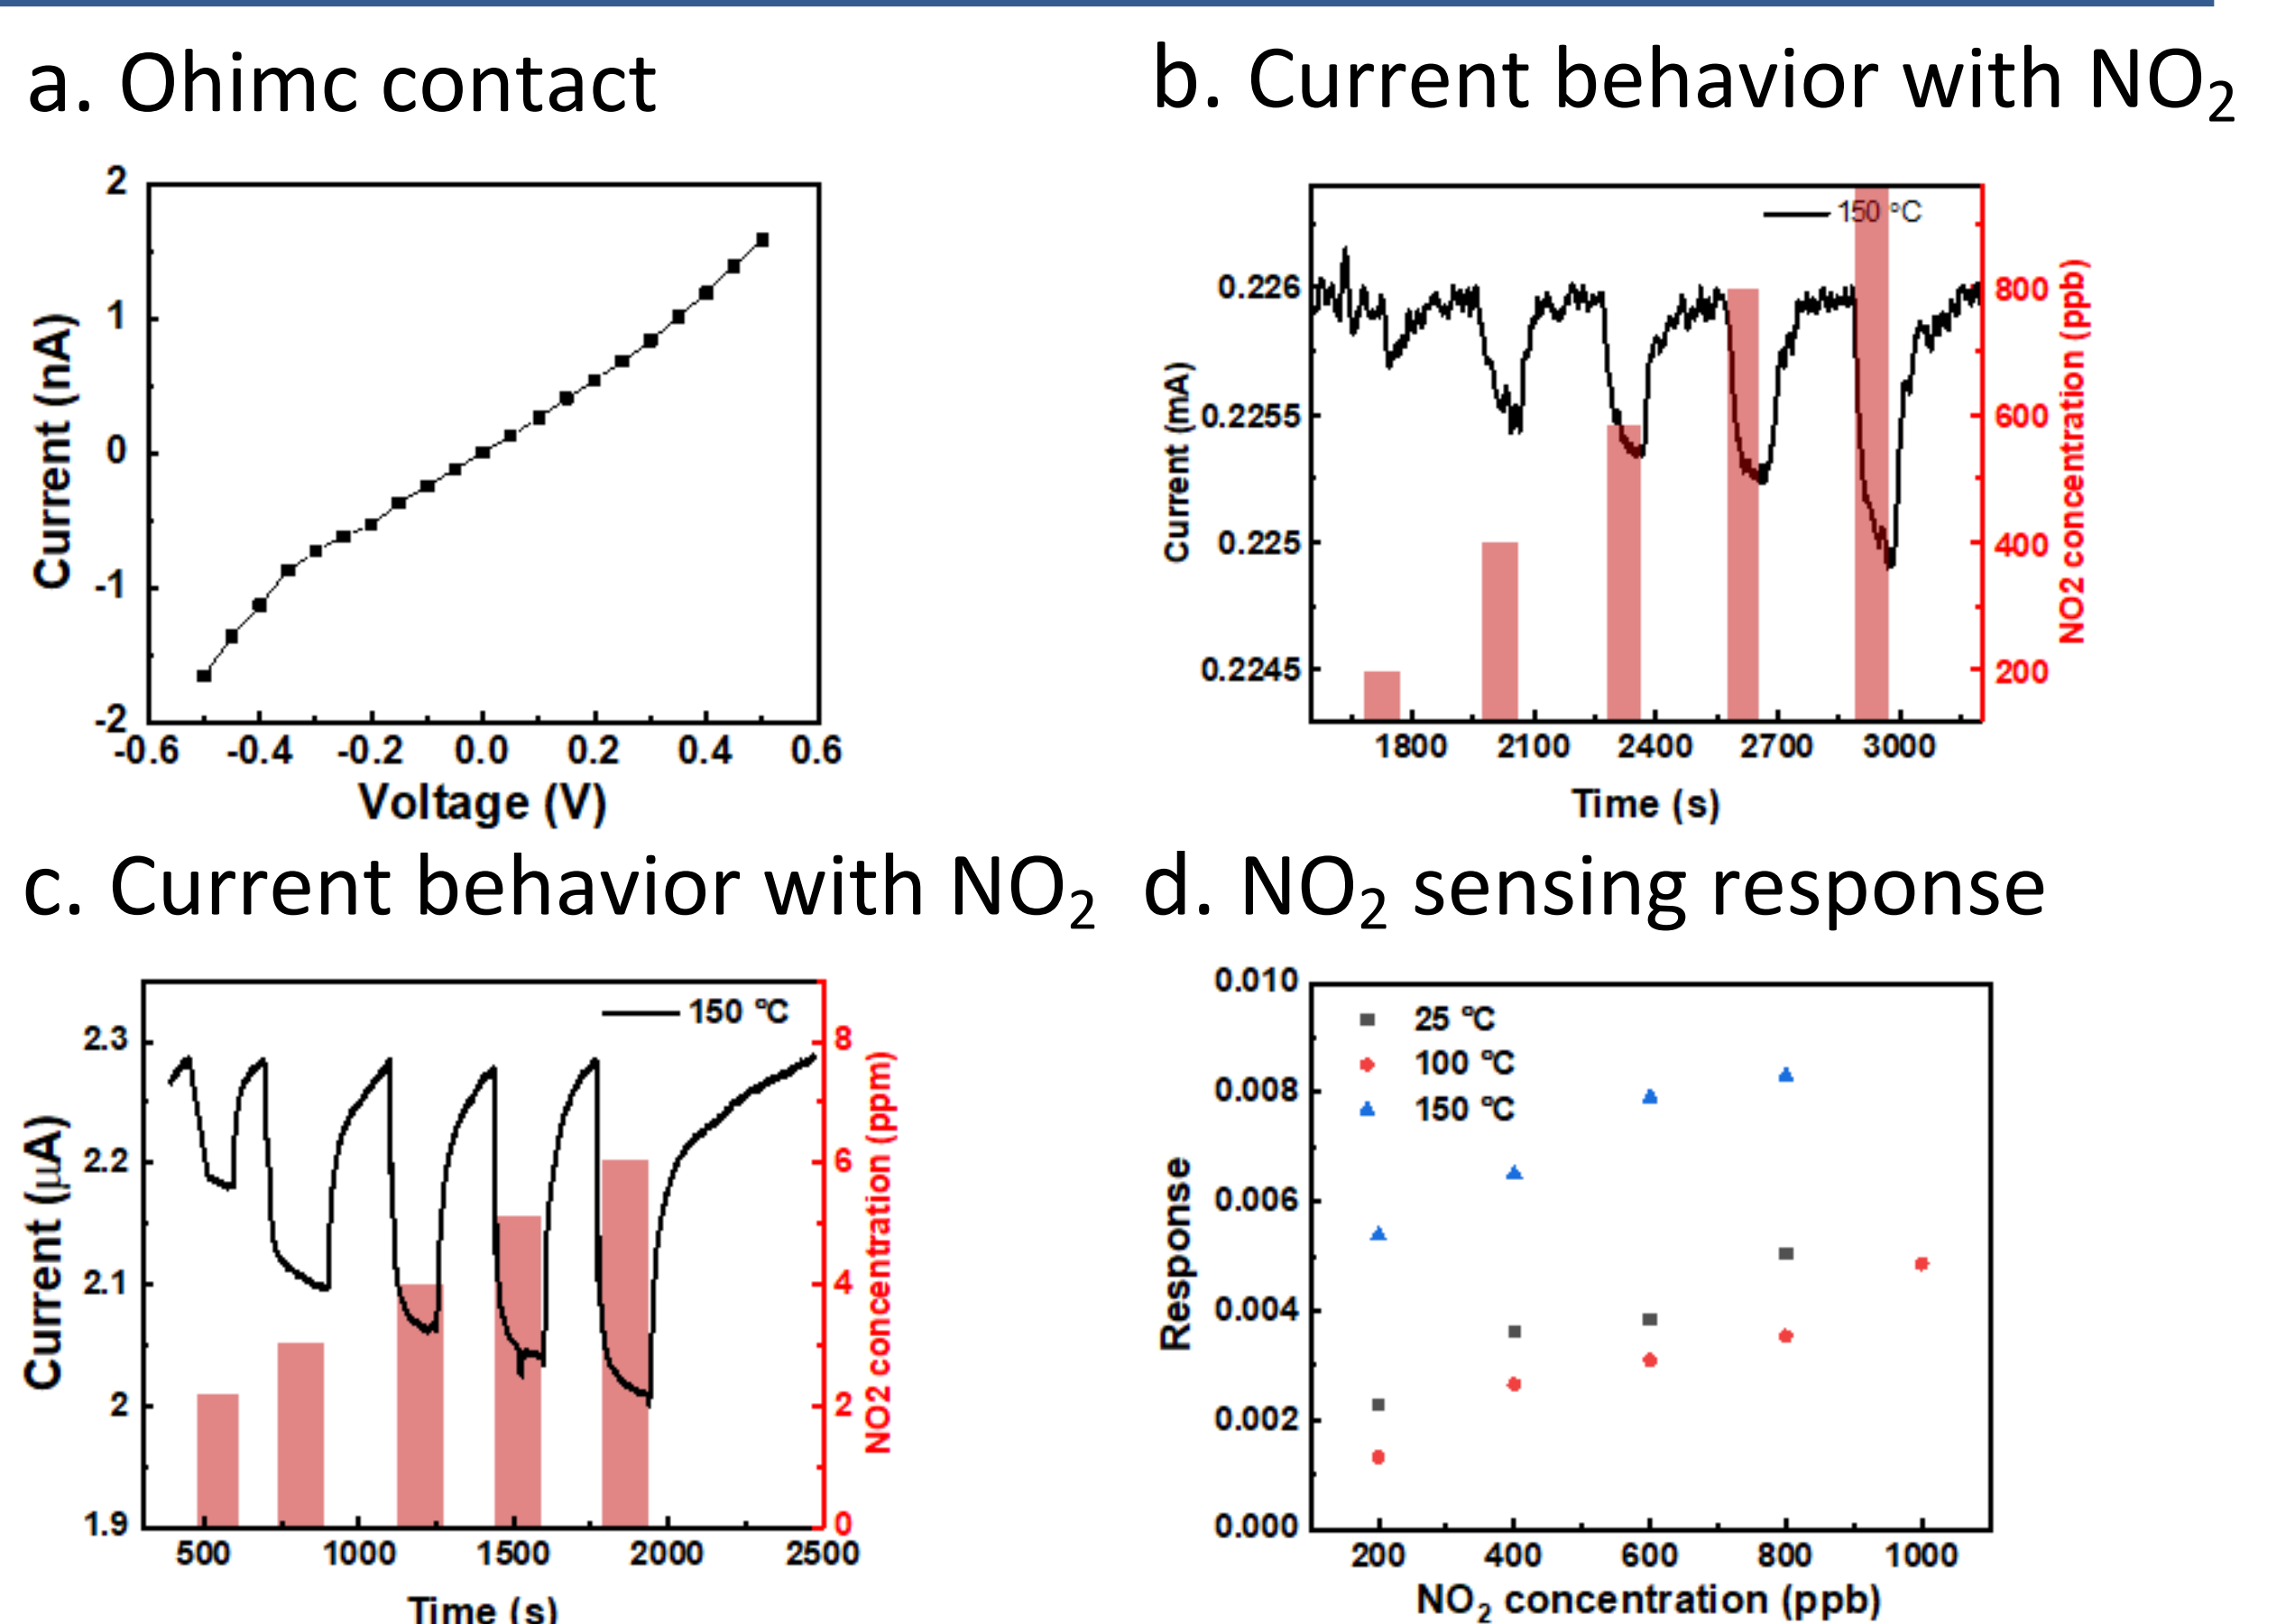 a. Ohimc contact
b. Current behavior with NO2
2
1
0
-1
-2
Current (nA)
-0.6 -0.4 -0.2 0.0 0.2 0.4 0.6
Voltage (V)
150 °C
0.226
0.2255
0.225
0.2245
Current (mA)
800
600
400
200
NO2 concentration (ppb)
1800 2100 2400 2700 3000
Time (s)
c. Current behavior with NO2
d. NO2 sensing response
150 °C
2.3
2.2
2.1
2
1.9
Current (μA)
8
6
4
2
0
NO2 concentration (ppm)
500 1000 1500 2000 2500
Time (s)
0.010
0.008
0.006
0.004
0.002
0.000
Response
25 °C
100 °C
150 °C
200 400 600 800 1000
NO2 concentration (ppb)